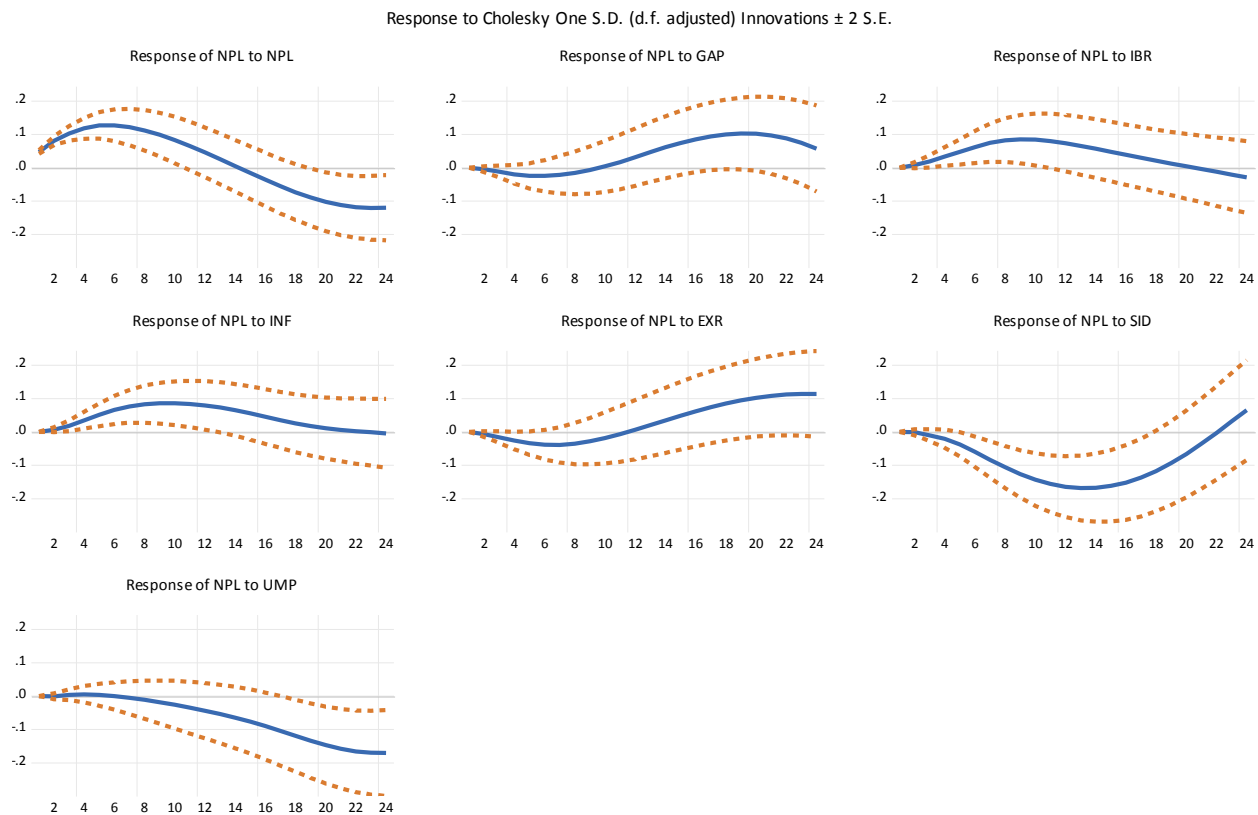 Response to Cholesky One S.D. (d.f. adjusted) Innovations ± 2 S.E.
Response of NPL to NPL
.2
.1
.0
-.1
-.2
2 4 6 8 10 12 14 16 18 20 22 24
Response of NPL to GAP
.2
.1
.0
-.1
-.2
2 4 6 8 10 12 14 16 18 20 22 24
Response of NPL to IBR
.2
.1
.0
-.1
-.2
2 4 6 8 10 12 14 16 18 20 22 24
Response of NPL to INF
.2
.1
.0
-.1
-.2
2 4 6 8 10 12 14 16 18 20 22 24
Response of NPL to EXR
.2
.1
.0
-.1
-.2
2 4 6 8 10 12 14 16 18 20 22 24
Response of NPL to SID
.2
.1
.0
-.1
-.2
2 4 6 8 10 12 14 16 18 20 22 24
Response of NPL to UMP
.2
.1
.0
-.1
-.2
2 4 6 8 10 12 14 16 18 20 22 24